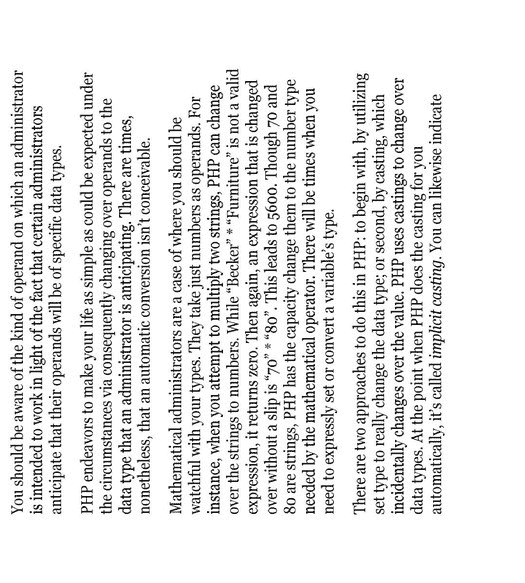 You should be aware of the kind of operand on which an administrator
is intended to work in light of the fact that certain administrators
anticipate that their operands will be of specific data types.
PHP endeavors to make your life as simple as could be expected under
the circumstances via consequently changing over operands to the
data type that an administrator is anticipating. There are times,
nonetheless, that an automatic conversion isn't conceivable.
Mathematical administrators are a case of where you should be
watchful with your types. They take just numbers as operands. For
instance, when you attempt to multiply two strings, PHP can change
over the strings to numbers. While “Becker” * “Furniture” is not a valid
expression, it returns zero. Then again, an expression that is changed
over without a slip is “70” * “80”. This leads to 5600. Though 70 and
80 are strings, PHP has the capacity change them to the number type
needed by the mathematical operator. There will be times when you
need to expressly set or convert a variable's type.
There are two approaches to do this in PHP: to begin with, by utilizing
set type to really change the data type; or second, by casting, which
incidentally changes over the value. PHP uses castings to change over
data types. At the point when PHP does the casting for you
automatically, it's called implicit casting. You can likewise indicate